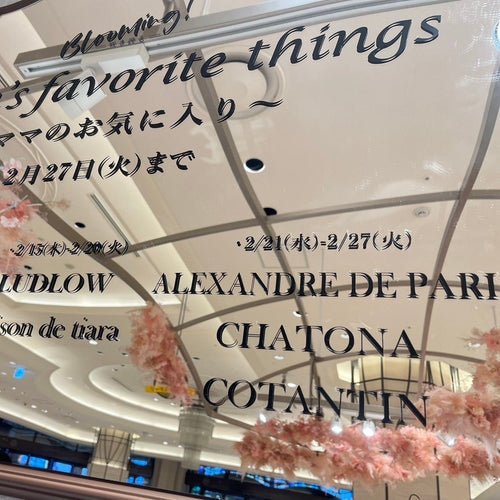 Blooming!
's favorite things
ママのお気に入り〜
2月27日(火)まで
・2/15(木)-2/20(火)
LUDLOW
son de tiara
・2/21(水)-2/27(火)
ALEXANDRE DE PARI
CHATONA
COTANTIN